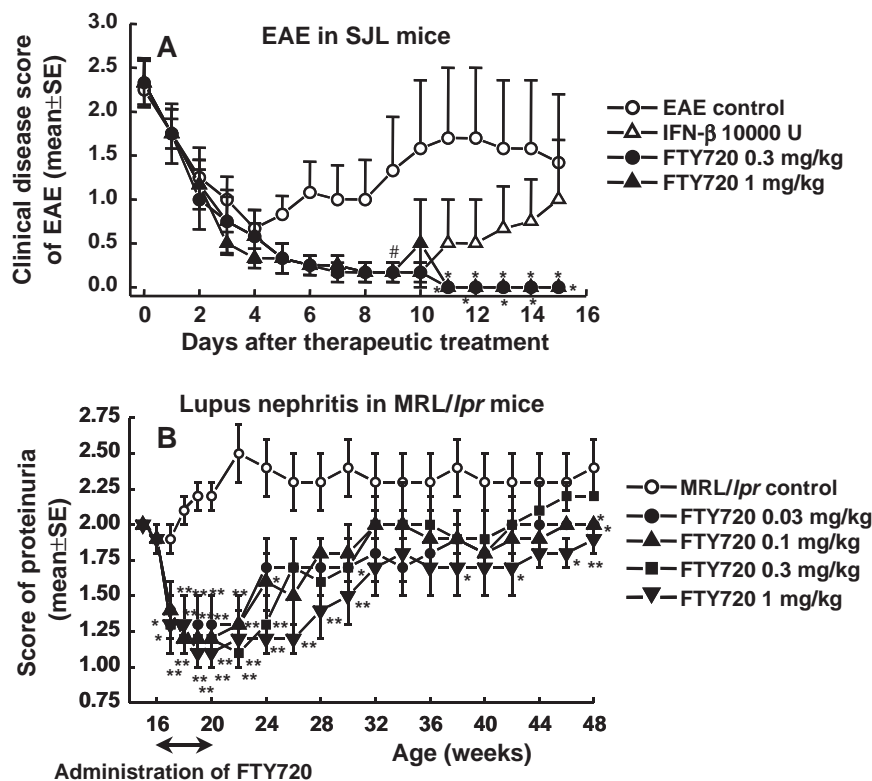 EAE in SJL mice
A
3.0
2.5
2.0
1.5
1.0
0.5
0.0
Clinical disease score
of EAE (mean±SE)
#
*
* * * * *
* * * *
0 2 4 6 8 10 12 14 16
Days after therapeutic treatment
EAE control
IFN-β 10000 U
FTY720 0.3 mg/kg
FTY720 1 mg/kg
Lupus nephritis in MRL/lpr mice
B
2.75
2.50
2.25
2.00
1.75
1.50
1.25
1.00
0.75
Score of proteinuria
(mean±SE)
16 20 24 28 32 36 40 44 48
Age (weeks)
Administration of FTY720
MRL/lpr control
FTY720 0.03 mg/kg
FTY720 0.1 mg/kg
FTY720 0.3 mg/kg
FTY720 1 mg/kg